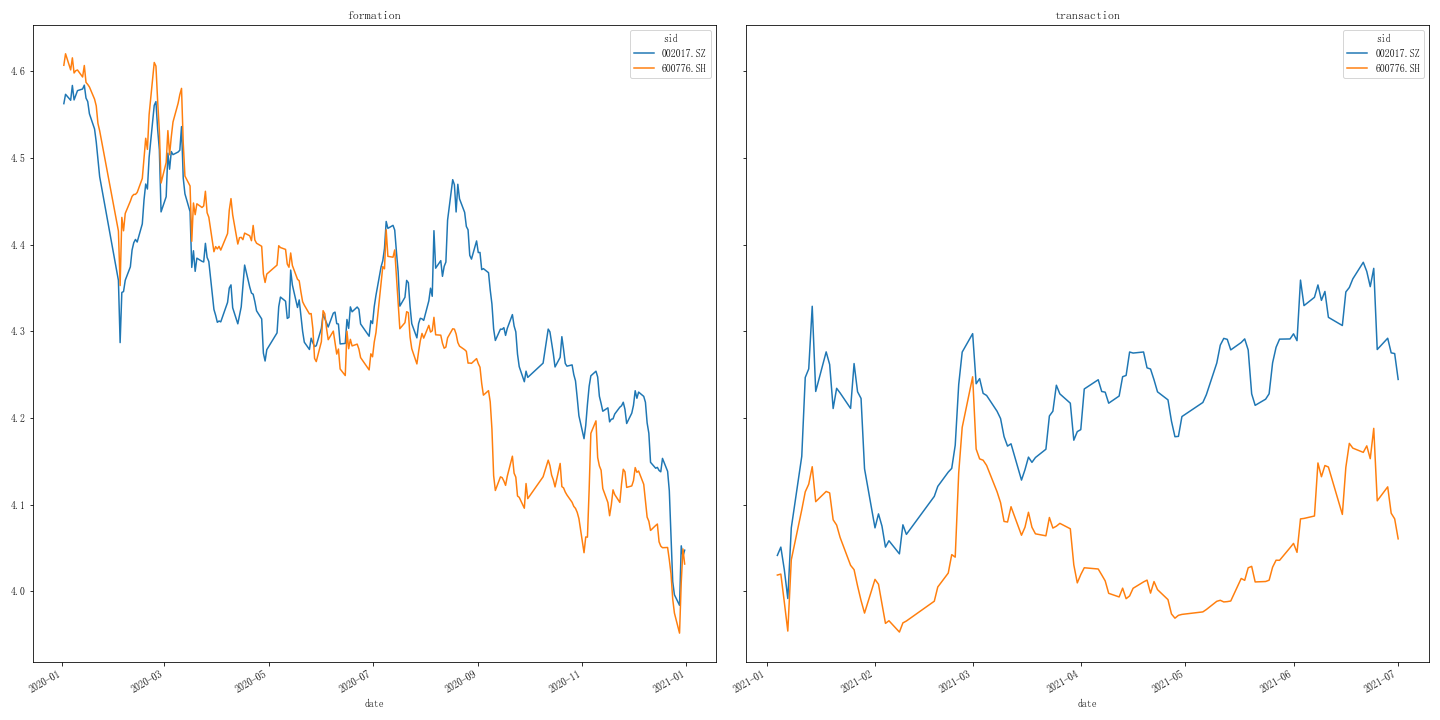 formation
sid
002017.SZ
600776.SH
4.6
4.5
4.4
4.3
4.2
4.1
4.0
2020-01
2020-03
2020-05
2020-07
2020-09
2020-11
2021-01
date
transaction
sid
002017.SZ
600776.SH
2021-01
2021-02
2021-03
2021-04
2021-05
2021-06
2021-07
date